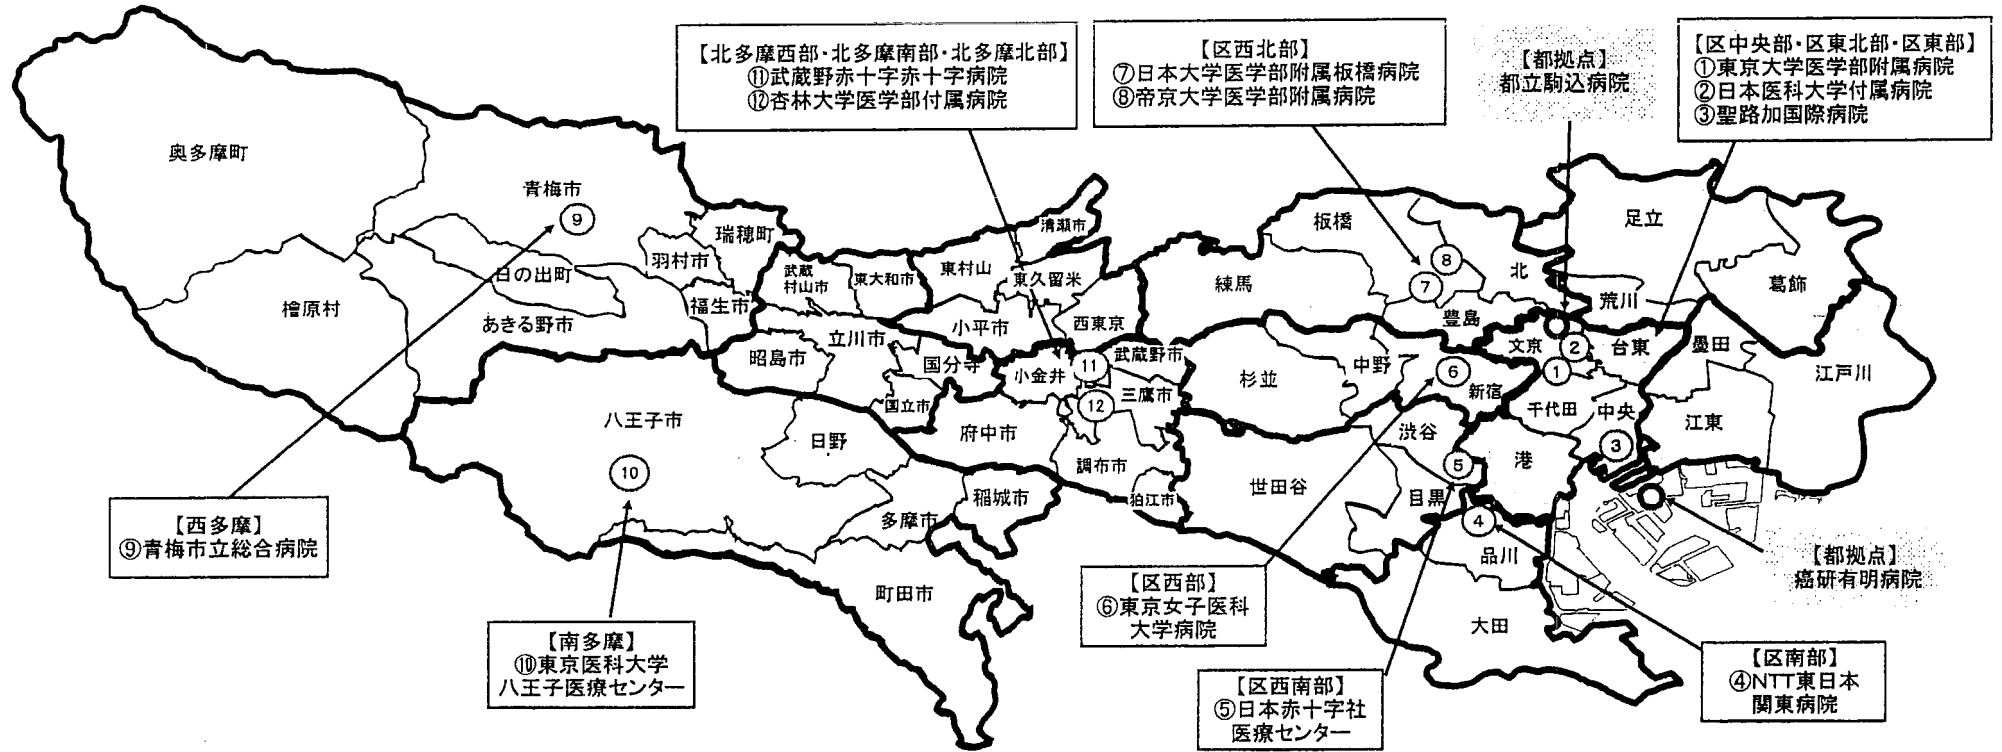 【北多摩西部・北多摩南部・北多摩北部】
⑪武蔵野赤十字赤十字病院
⑫杏林大学医学部付属病院
【区西北部】
⑦日本大学医学部附属板橋病院
⑧帝京大学医学部附属病院
【都拠点】
都立駒込病院
【区中央部・区東北部・区東部】
①東京大学医学部附属病院
②日本医科大学付属病院
③聖路加国際病院
奥多摩町
青梅市
⑨
瑞穂町
羽村市
日の出町
福生市
檜原村
あきる野市
武蔵
村山市
東大和市
東村山
清瀬市
東久留米
小平市
西東京
立川市
昭島市
国分寺
国立市
小金井
武蔵野市
⑪
⑫
三鷹市
府中市
調布市
狛江市
八王子市
⑩
日野
多摩市
稲城市
町田市
板橋
練馬
⑧
⑦
北
豊島
足立
荒川
葛飾
文京
②
①
台東
墨田
江戸川
杉並
中野
⑥
新宿
千代田
中央
③
江東
渋谷
⑤
港
世田谷
目黒
④
品川
大田
【西多摩】
⑨青梅市立総合病院
【南多摩】
⑩東京医科大学
八王子医療センター
【区西部】
⑥東京女子医科
大学病院
【区西南部】
⑤日本赤十字社
医療センター
【区南部】
④NTT東日本
関東病院
【都拠点】
癌研有明病院